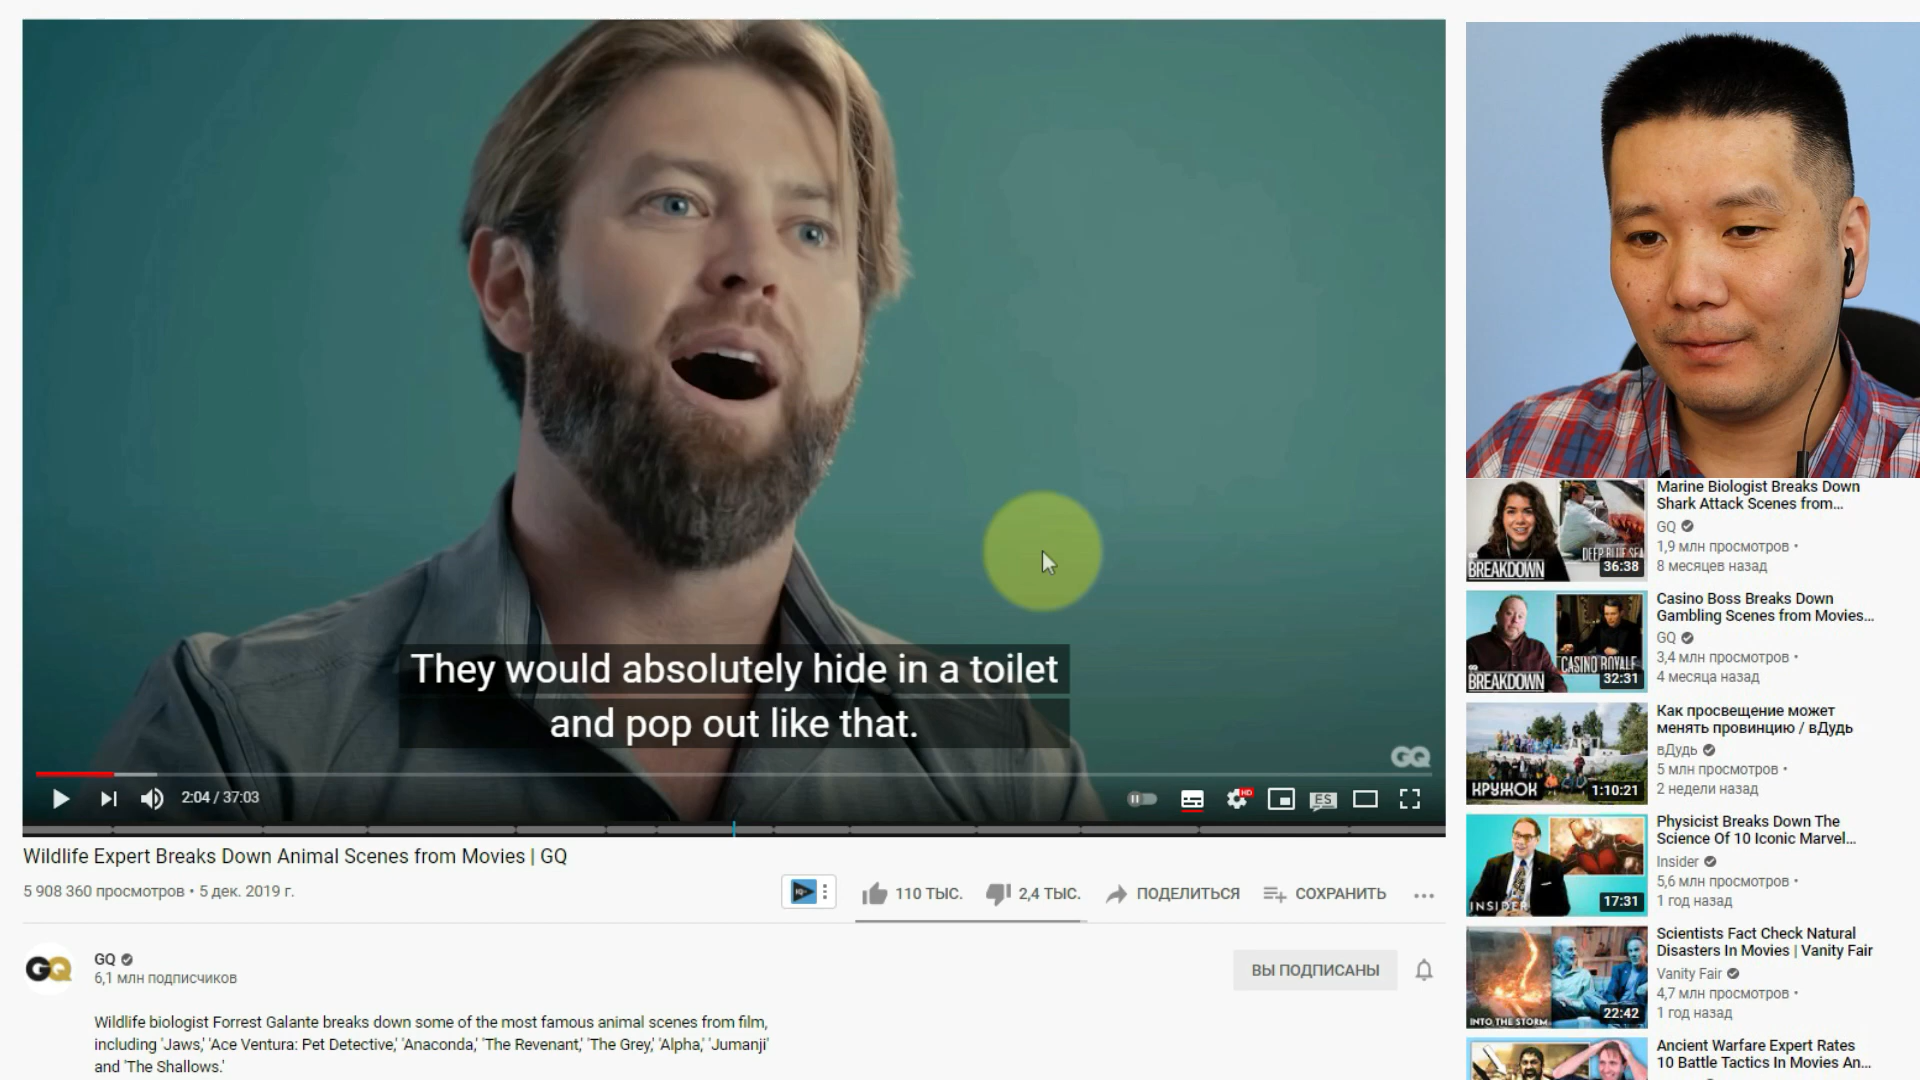 They would absolutely hide in a toilet
and pop out like that.
GQ
2:04 / 37:03
HD
ES
Wildlife Expert Breaks Down Animal Scenes from Movies | GQ
5 908 360 просмотров • 5 дек. 2019 г.
110 ТЫС.
2,4 ТЫС.
ПОДЕЛИТЬСЯ
СОХРАНИТЬ
GQ
GQ
6,1 млн подписчиков
ВЫ ПОДПИСАНЫ
Wildlife biologist Forrest Galante breaks down some of the most famous animal scenes from film,
including 'Jaws,' 'Ace Ventura: Pet Detective,' 'Anaconda,' 'The Revenant,' 'The Grey,' 'Alpha,' 'Jumanji'
and 'The Shallows.'
DEEP BLUE SEA
BREAKDOWN
36:38
Marine Biologist Breaks Down
Shark Attack Scenes from...
GQ
1,9 млн просмотров •
8 месяцев назад
CASINO ROYALE
BREAKDOWN
32:31
Casino Boss Breaks Down
Gambling Scenes from Movies...
GQ
3,4 млн просмотров •
4 месяца назад
КРУЖОК
1:10:21
Как просвещение может
менять провинцию / вДудь
вДудь
5 млн просмотров •
2 недели назад
INSIDER
17:31
Physicist Breaks Down The
Science Of 10 Iconic Marvel...
Insider
5,6 млн просмотров •
1 год назад
INTO THE STORM
22:42
Scientists Fact Check Natural
Disasters In Movies | Vanity Fair
Vanity Fair
4,7 млн просмотров •
1 год назад
Ancient Warfare Expert Rates
10 Battle Tactics In Movies An...